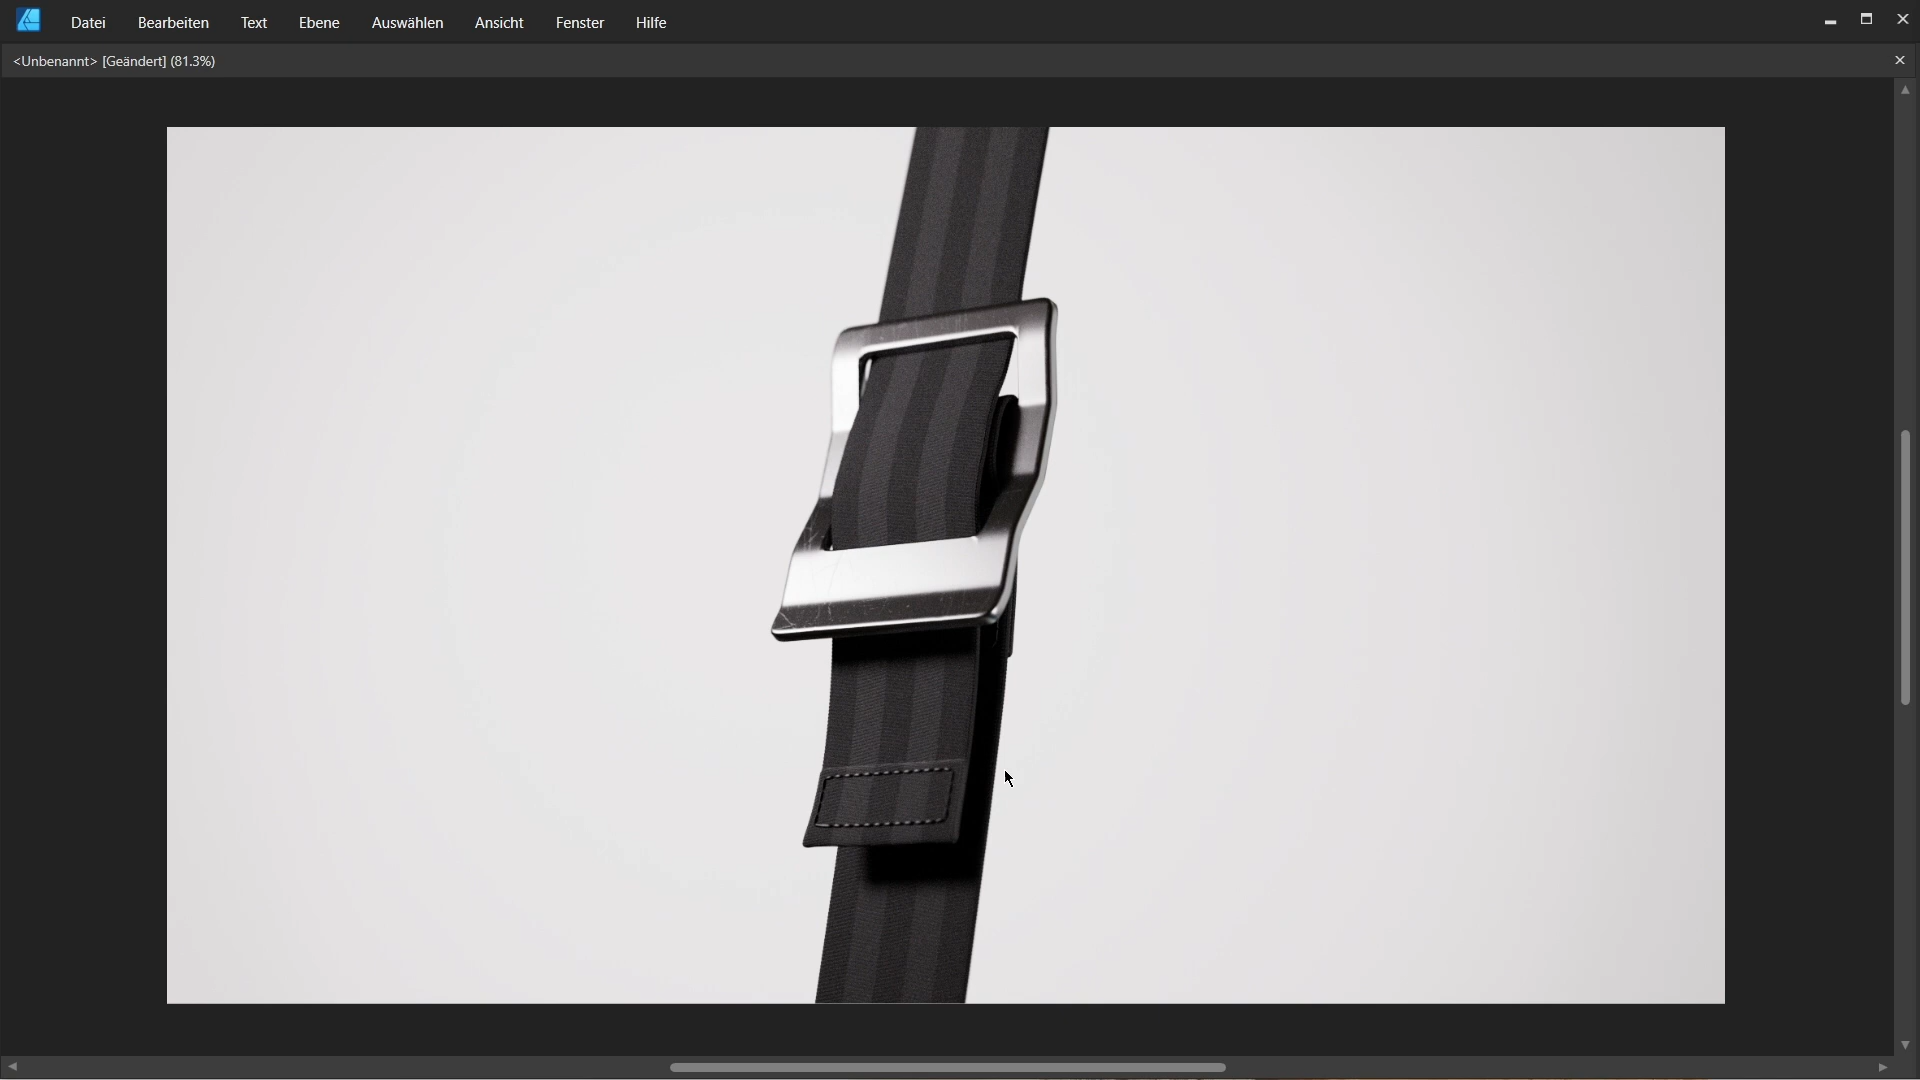 Datei Bearbeiten Text Ebene Auswählen Ansicht Fenster Hilfe
<Unbenannt> [Geändert] (81.3%)